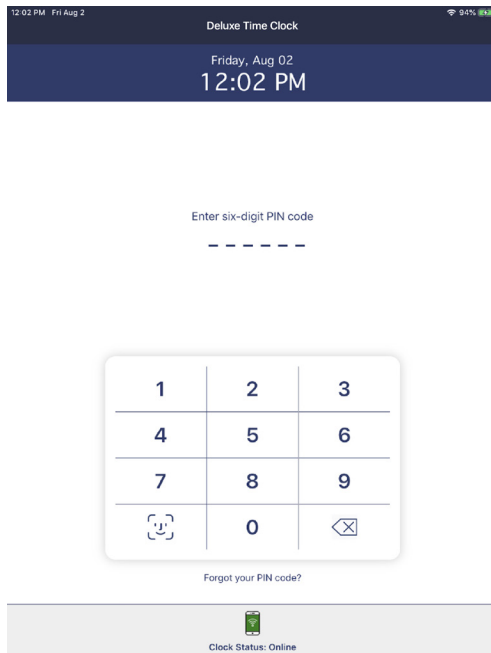 12:02 PM Fri Aug 2 94%
Deluxe Time Clock
Friday, Aug 02
12:02 PM
Enter six-digit PIN code
1 2 3
4 5 6
7 8 9
0
Forgot your PIN code?
Clock Status: Online